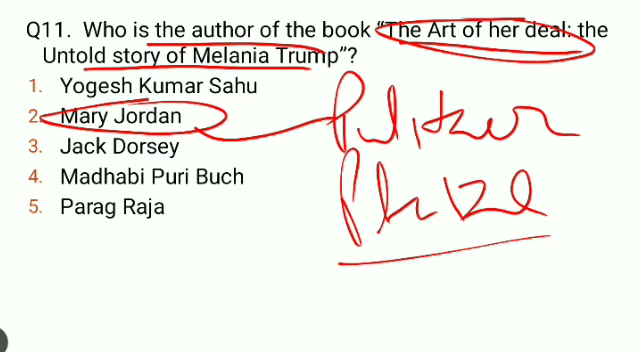 Q11. Who is the author of the book “The Art of her deal: the
Untold story of Melania Trump”?
1. Yogesh Kumar Sahu
2. Mary Jordan
3. Jack Dorsey
4. Madhabi Puri Buch
5. Parag Raja
Pulitzer
Prize